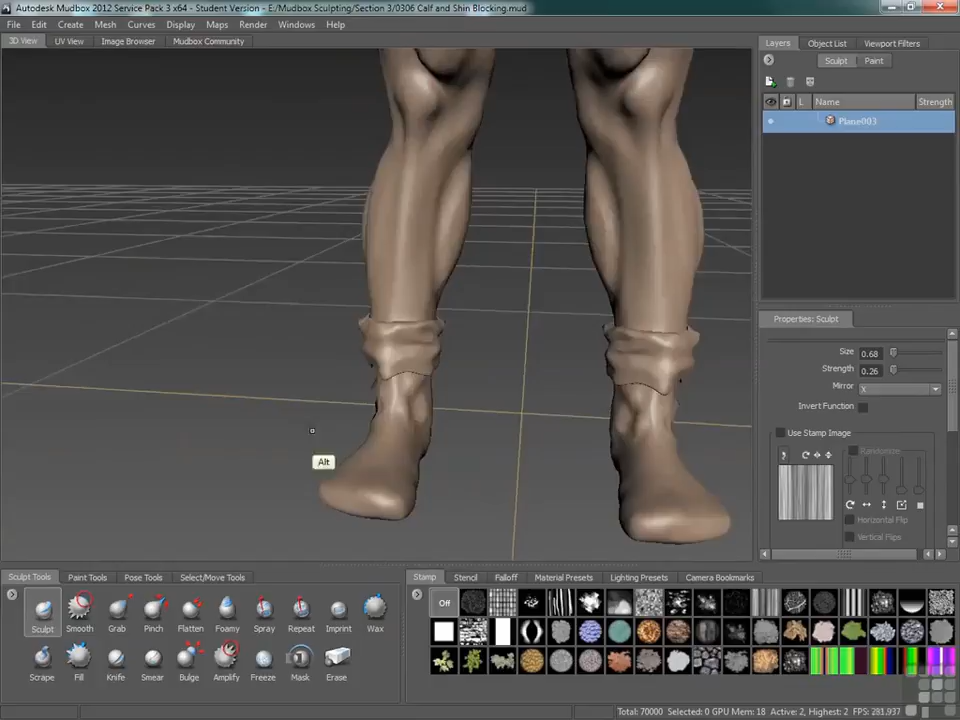 Autodesk Mudbox 2012 Service Pack 3 x64 - Student Version - E:/Mudbox Sculpting/Section 3/0306 Calf and Shin Blocking.mud
File Edit Create Mesh Curves Display Maps Render Windows Help
3D View UV View Image Browser Mudbox Community
Layers Object List Viewport Filters
Sculpt Paint
L Name Strength
Plane003
Properties: Sculpt
Size 0.68
Strength 0.26
Mirror X
Invert Function
Use Stamp Image
Randomize
Horizontal Flip
Vertical Flips
Alt
Sculpt Tools Paint Tools Pose Tools Select/Move Tools
Sculpt Smooth Grab Pinch Flatten Foamy Spray Repeat Imprint Wax
Scrape Fill Knife Smear Bulge Amplify Freeze Mask Erase
Stamp Stencil Falloff Material Presets Lighting Presets Camera Bookmarks
Off
Total: 70000 Selected: 0 GPU Mem: 18 Active: 2, Highest: 2 FPS: 281.937